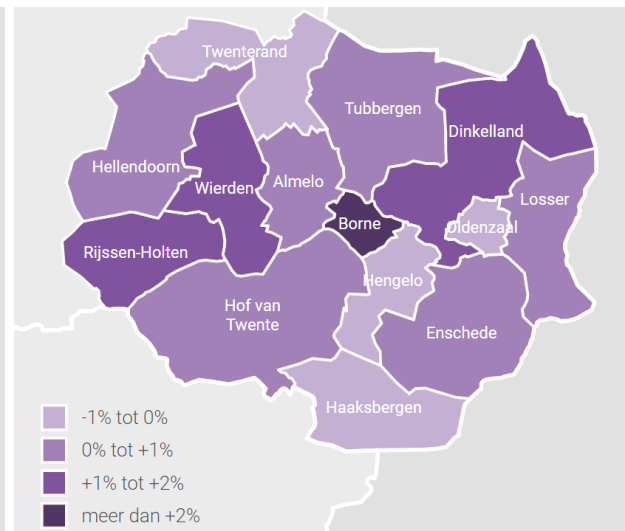 Twenterand
Tubbergen
Dinkelland
Hellendoorn
Wierden
Almelo
Losser
Borne
Oldenzaal
Rijssen-Holten
Hengelo
Hof van
Twente
Enschede
Haaksbergen
-1% tot 0%
0% tot +1%
+1% tot +2%
meer dan +2%